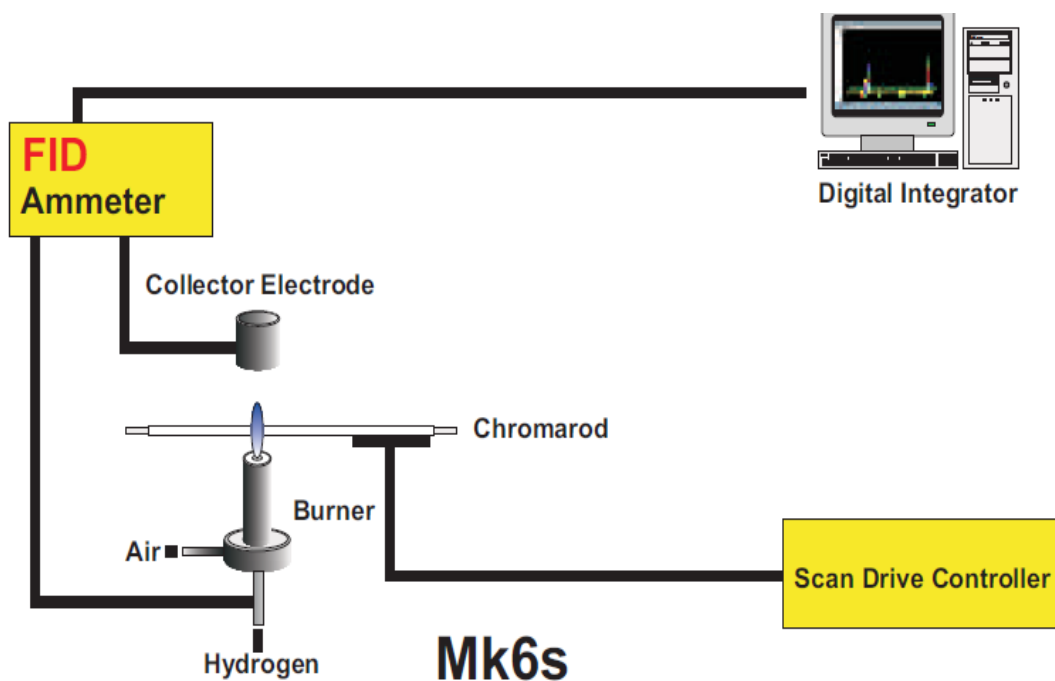 FID
Ammeter
Digital Integrator
Collector Electrode
Chromarod
Burner
Air
Scan Drive Controller
Hydrogen
Mk6s